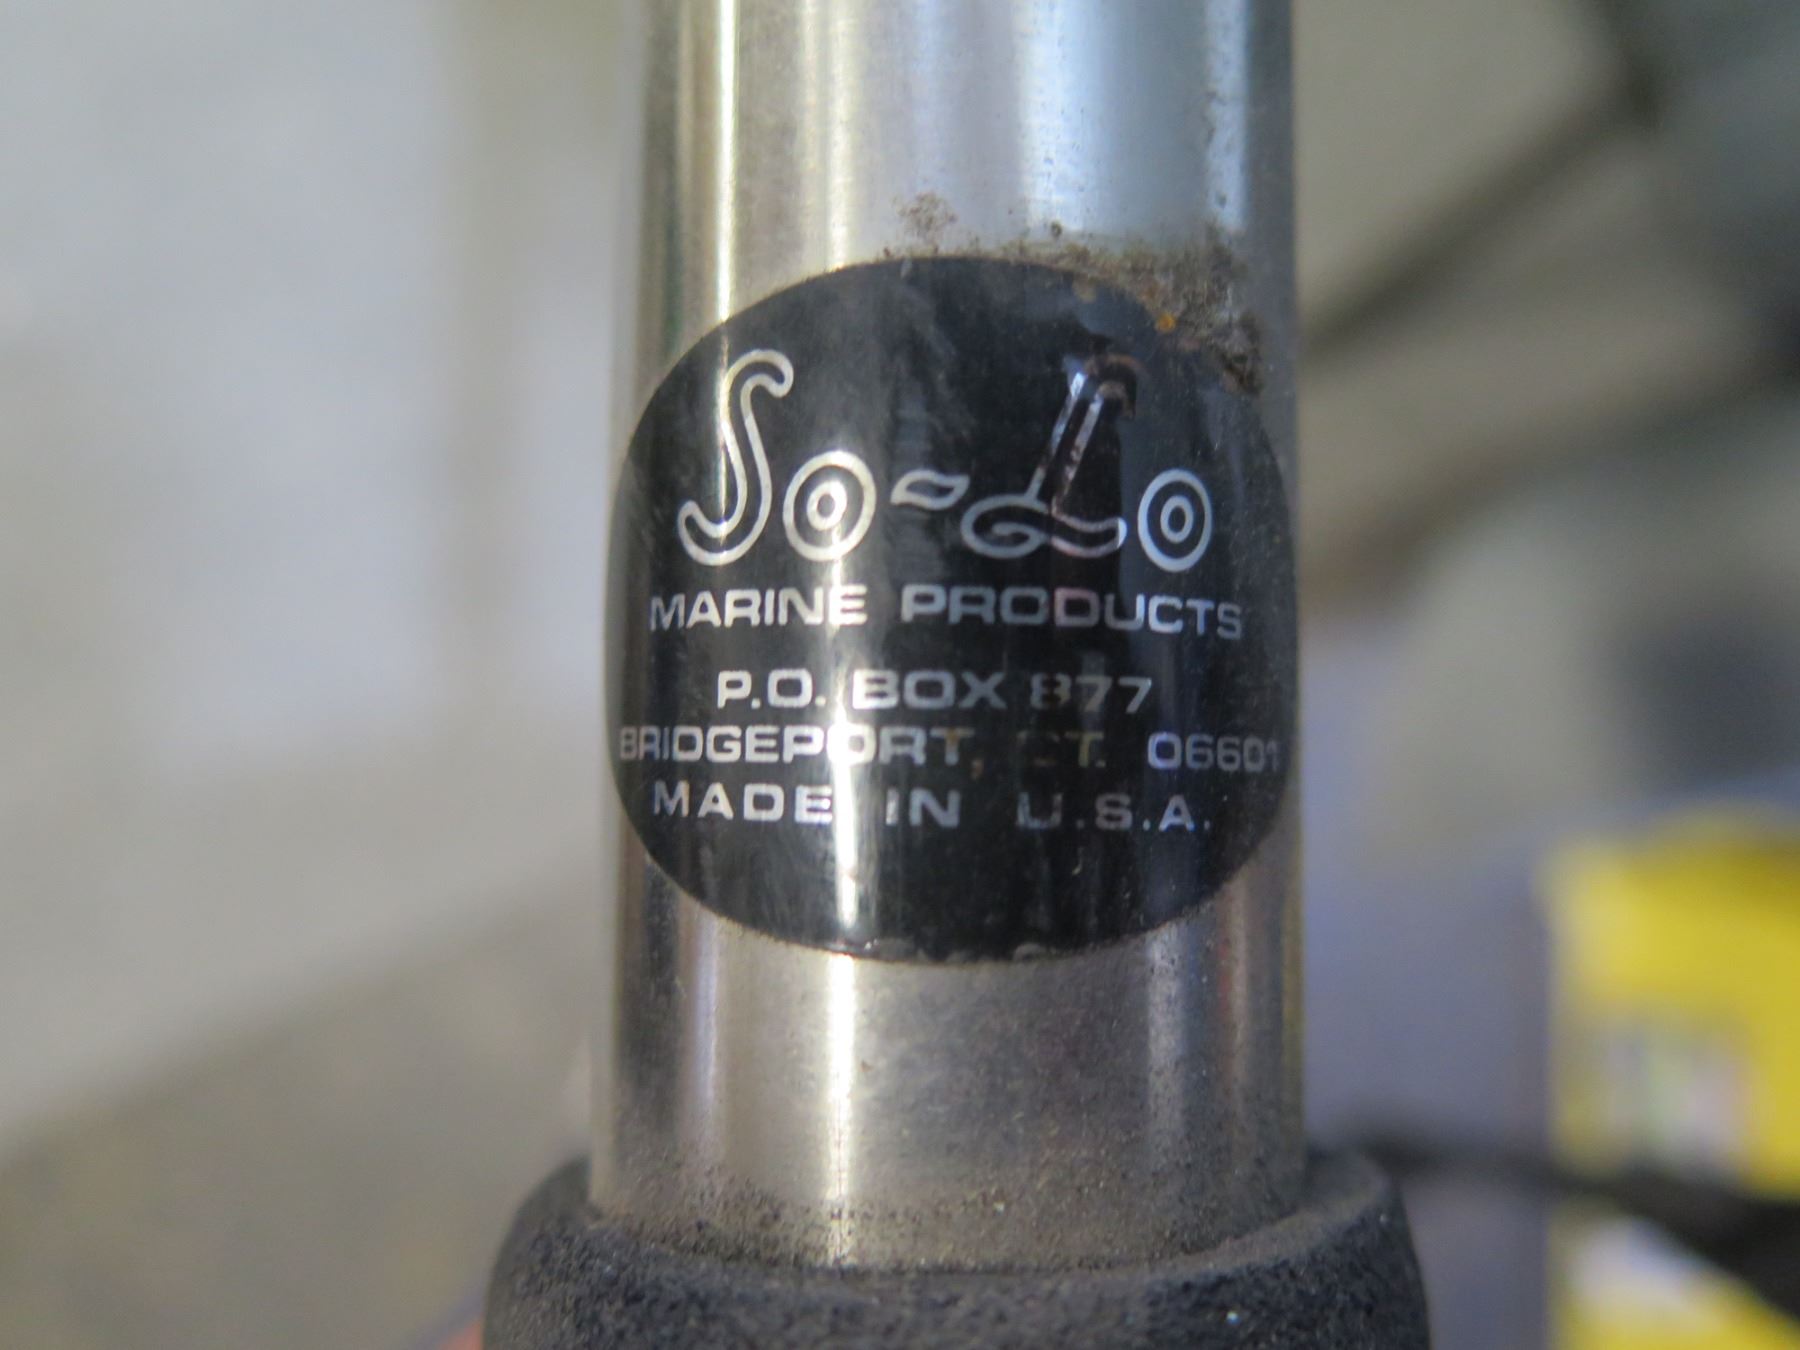 So-Lo
MARINE PRODUCTS
P.O. BOX 877
BRIDGEPORT, CT. 06601
MADE IN U.S.A.